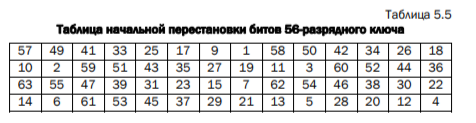 Таблица 5.5
Таблица начальной перестановки битов 56-разрядного ключа
57 49 41 33 25 17 9 1 58 50 42 34 26 18
10 2 59 51 43 35 27 19 11 3 60 52 44 36
63 55 47 39 31 23 15 7 62 54 46 38 30 22
14 6 61 53 45 37 29 21 13 5 28 20 12 4